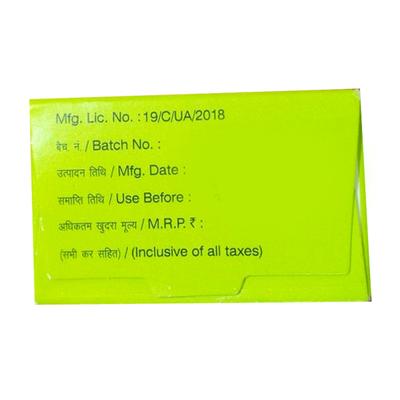 Mfg. Lic. No. :19/C/UA/2018
बैच. नं. / Batch No. :
उत्पादन तिथि / Mfg. Date :
समाप्ति तिथि / Use Before :
अधिकतम खुदरा मूल्य / M.R.P. ₹ :
(सभी कर सहित) / (Inclusive of all taxes)